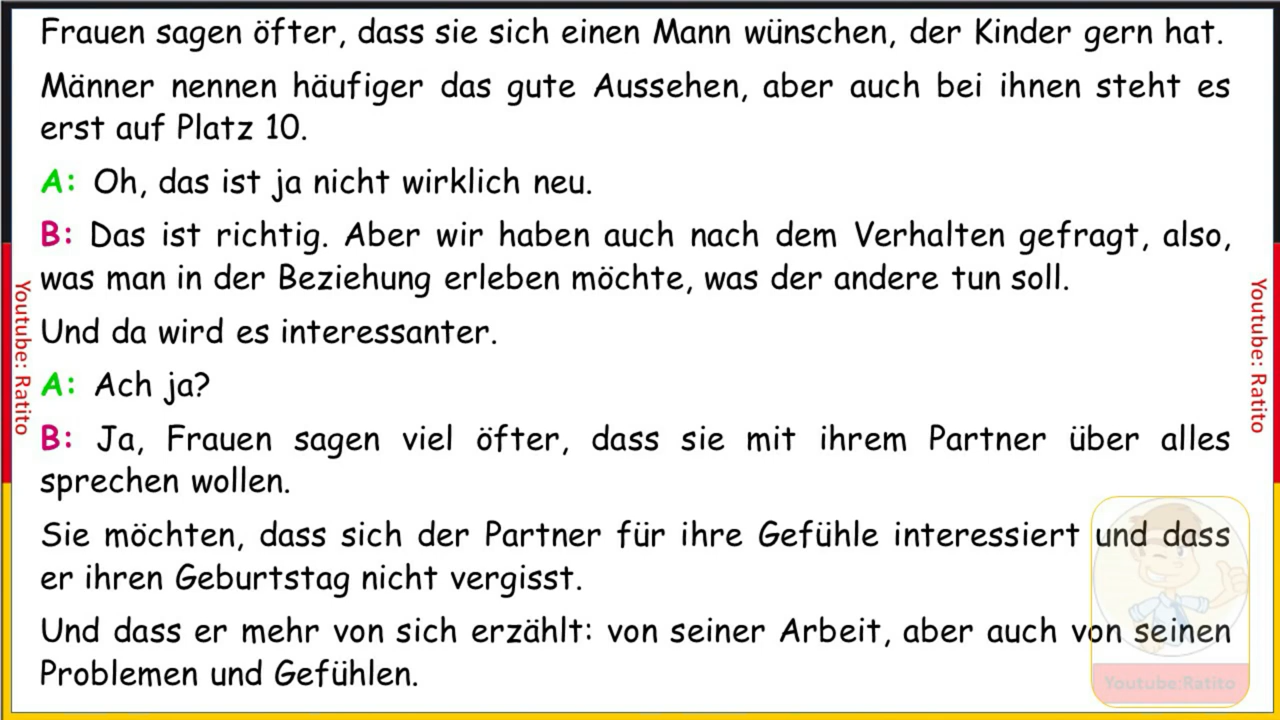 Frauen sagen öfter, dass sie sich einen Mann wünschen, der Kinder gern hat.
Männer nennen häufiger das gute Aussehen, aber auch bei ihnen steht es
erst auf Platz 10.
A: Oh, das ist ja nicht wirklich neu.
B: Das ist richtig. Aber wir haben auch nach dem Verhalten gefragt, also,
was man in der Beziehung erleben möchte, was der andere tun soll.
Und da wird es interessanter.
A: Ach ja?
B: Ja, Frauen sagen viel öfter, dass sie mit ihrem Partner über alles
sprechen wollen.
Sie möchten, dass sich der Partner für ihre Gefühle interessiert und dass
er ihren Geburtstag nicht vergisst.
Und dass er mehr von sich erzählt: von seiner Arbeit, aber auch von seinen
Problemen und Gefühlen.
Youtube: Ratito
Youtube: Ratito
Youtube:Ratito